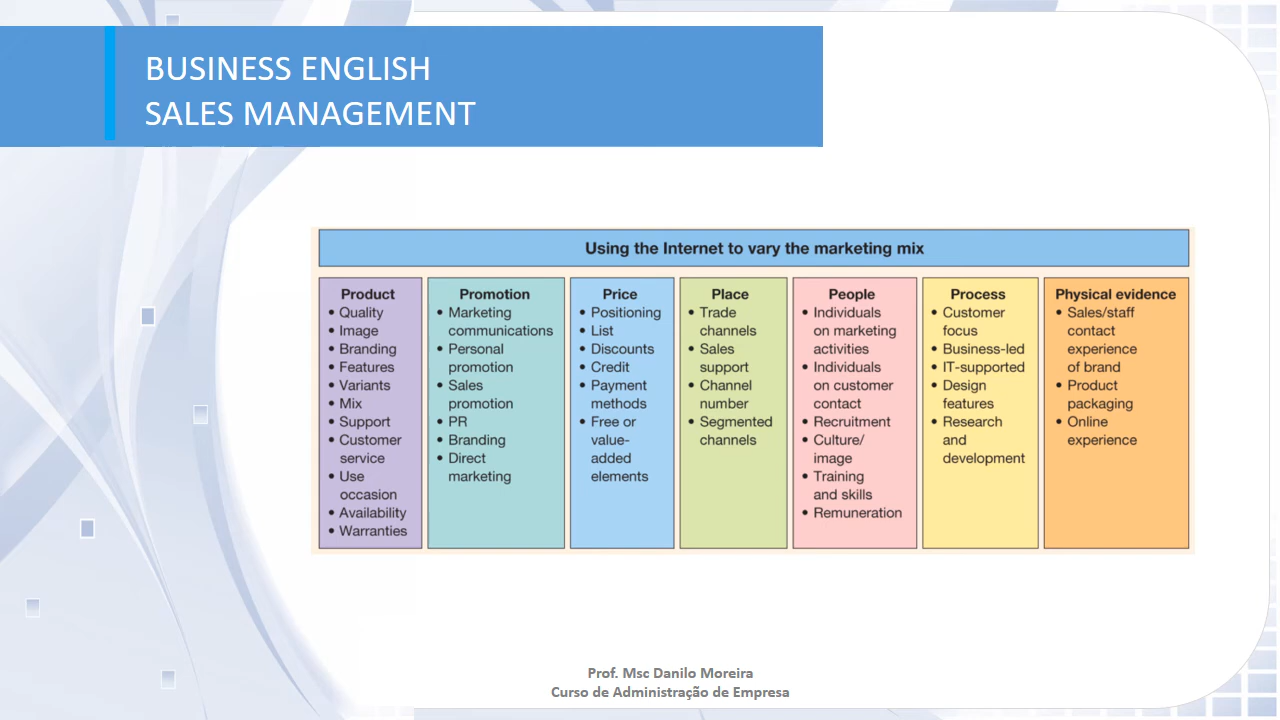 BUSINESS ENGLISH
SALES MANAGEMENT
Using the Internet to vary the marketing mix
Product
• Quality
• Image
• Branding
• Features
• Variants
• Mix
• Support
• Customer
service
• Use
occasion
• Availability
• Warranties
Promotion
• Marketing
communications
• Personal
promotion
• Sales
promotion
• PR
• Branding
• Direct
marketing
Price
• Positioning
• List
• Discounts
• Credit
• Payment
methods
• Free or
value-
added
elements
Place
• Trade
channels
• Sales
support
• Channel
number
• Segmented
channels
People
• Individuals
on marketing
activities
• Individuals
on customer
contact
• Recruitment
• Culture/
image
• Training
and skills
• Remuneration
Process
• Customer
focus
• Business-led
• IT-supported
• Design
features
• Research
and
development
Physical evidence
• Sales/staff
contact
experience
of brand
• Product
packaging
• Online
experience
Prof. Msc Danilo Moreira
Curso de Administração de Empresa